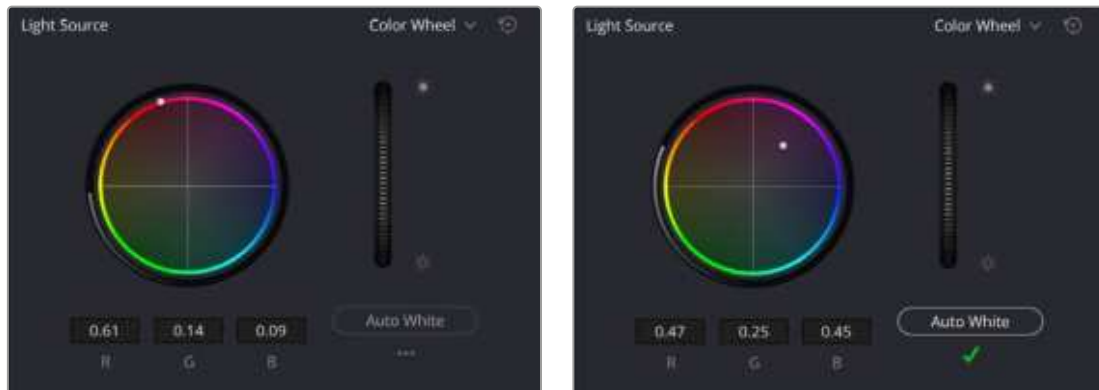 Light Source Color Wheel
0.61 0.14 0.09 Auto White
R G B
Light Source Color Wheel
0.47 0.25 0.45 Auto White
R G B